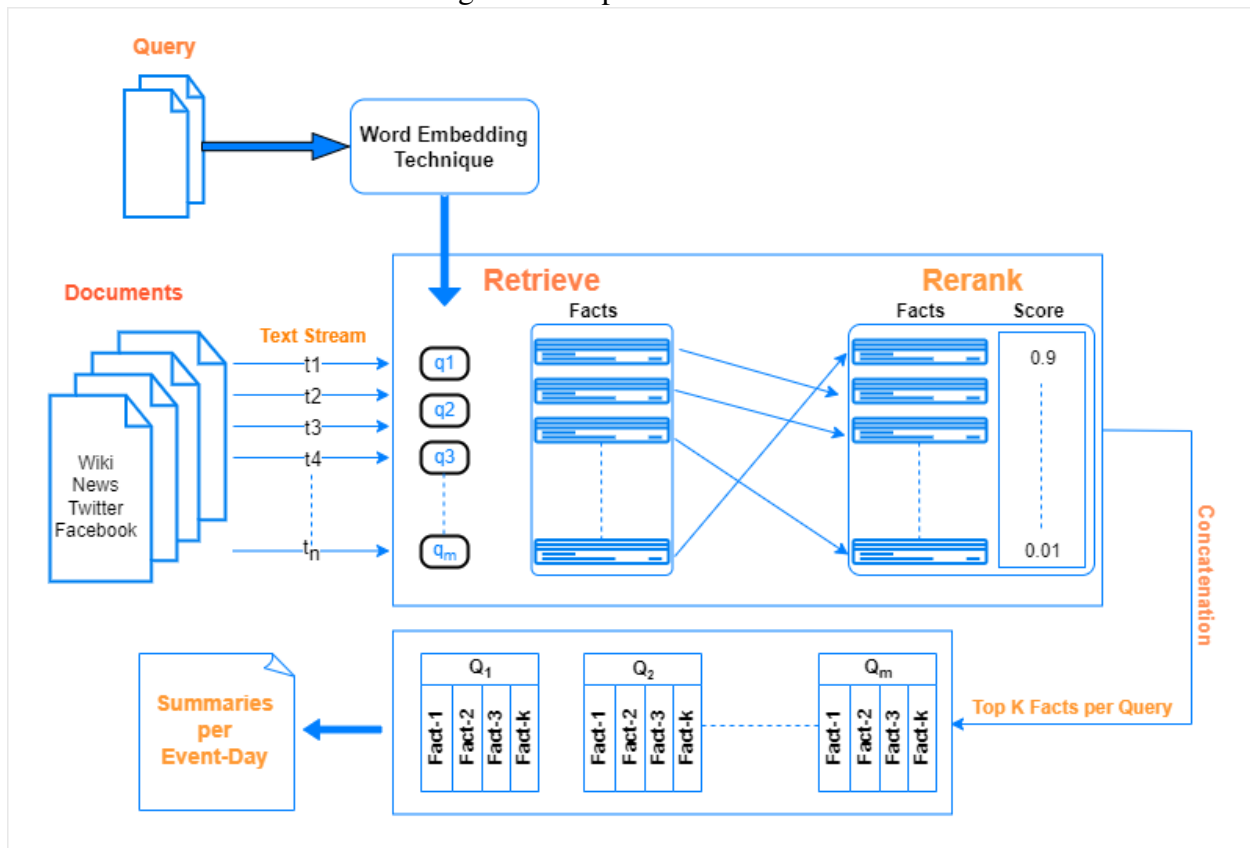 Query
Word Embedding
Technique
Documents
Wiki
News
Twitter
Facebook
Text Stream
t1
t2
t3
t4
tn
Retrieve
Facts
q1
q2
q3
qm
Rerank
Facts
Score
0.9
0.01
Concatenation
Top K Facts per Query
Q1
Fact-1
Fact-2
Fact-3
Fact-k
Q2
Fact-1
Fact-2
Fact-3
Fact-k
Qm
Fact-1
Fact-2
Fact-3
Fact-k
Summaries
per
Event-Day